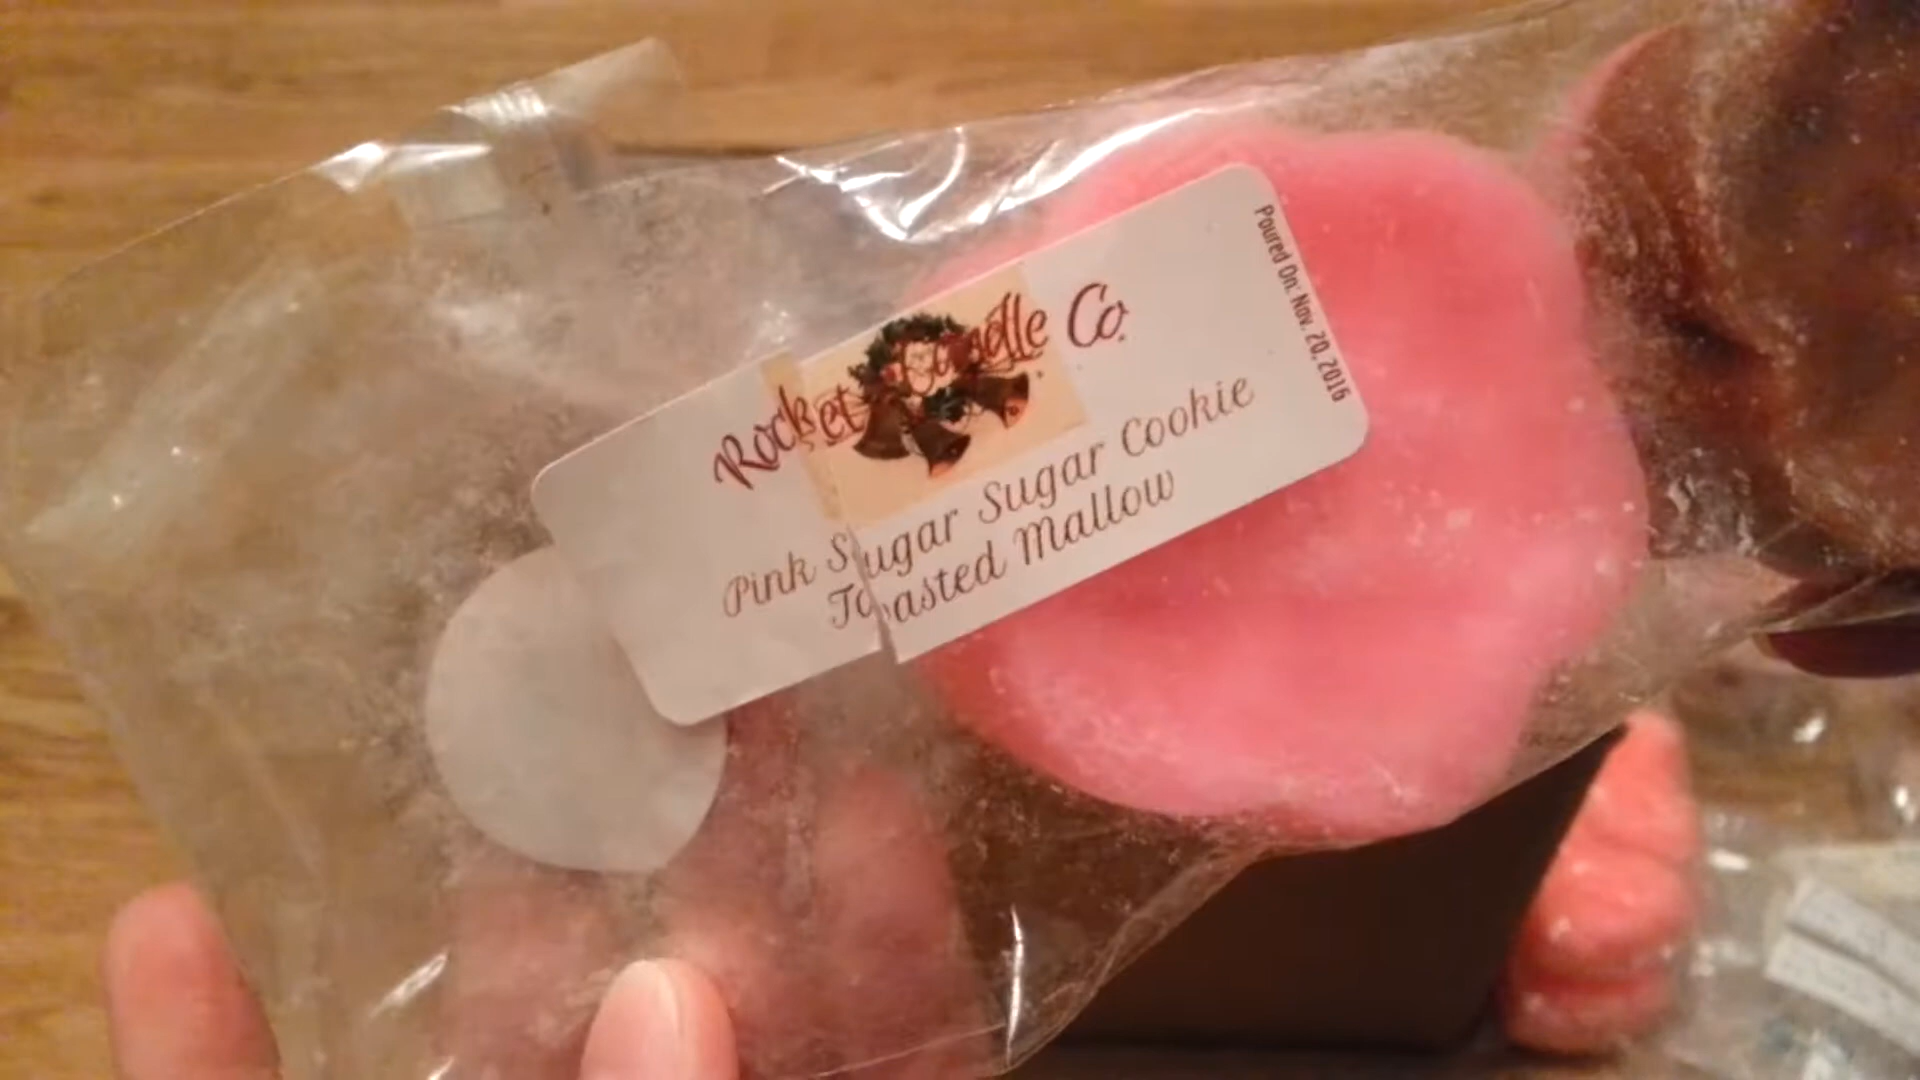 Rocket Candle Co.
Pink Sugar Sugar Cookie
Toasted Mallow
Poured On: Nov. 20, 2016